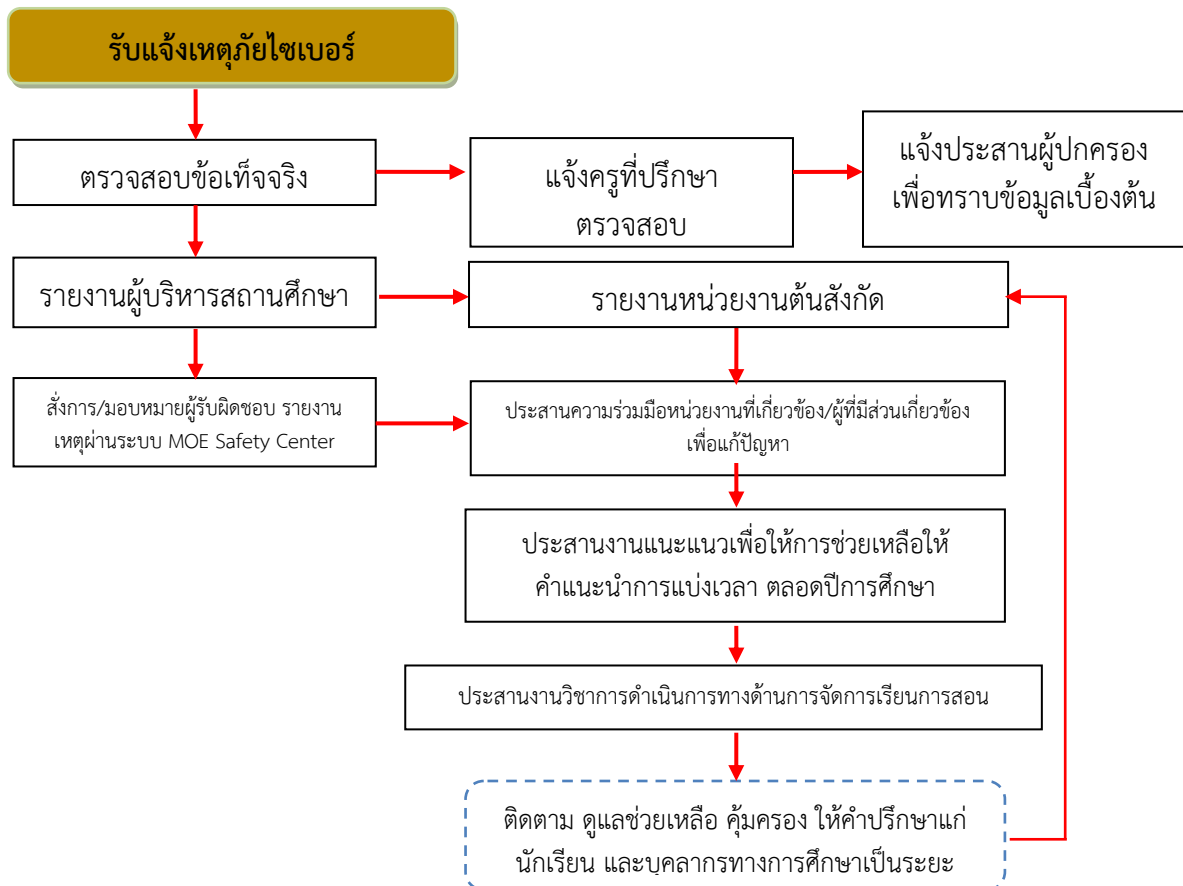 รับแจ้งเหตุภัยไซเบอร์
ตรวจสอบข้อเท็จจริง
แจ้งครูที่ปรึกษา
ตรวจสอบ
แจ้งประสานผู้ปกครอง
เพื่อทราบข้อมูลเบื้องต้น
รายงานผู้บริหารสถานศึกษา
รายงานหน่วยงานต้นสังกัด
สั่งการ/มอบหมายผู้รับผิดชอบ รายงาน
เหตุผ่านระบบ MOE Safety Center
ประสานความร่วมมือหน่วยงานที่เกี่ยวข้อง/ผู้ที่มีส่วนเกี่ยวข้อง
เพื่อแก้ปัญหา
ประสานงานแนะแนวเพื่อให้การช่วยเหลือให้
คำแนะนำการแบ่งเวลา ตลอดปีการศึกษา
ประสานงานวิชาการดำเนินการทางด้านการจัดการเรียนการสอน
ติดตาม ดูแลช่วยเหลือ คุ้มครอง ให้คำปรึกษาแก่
นักเรียน และบุคลากรทางการศึกษาเป็นระยะ